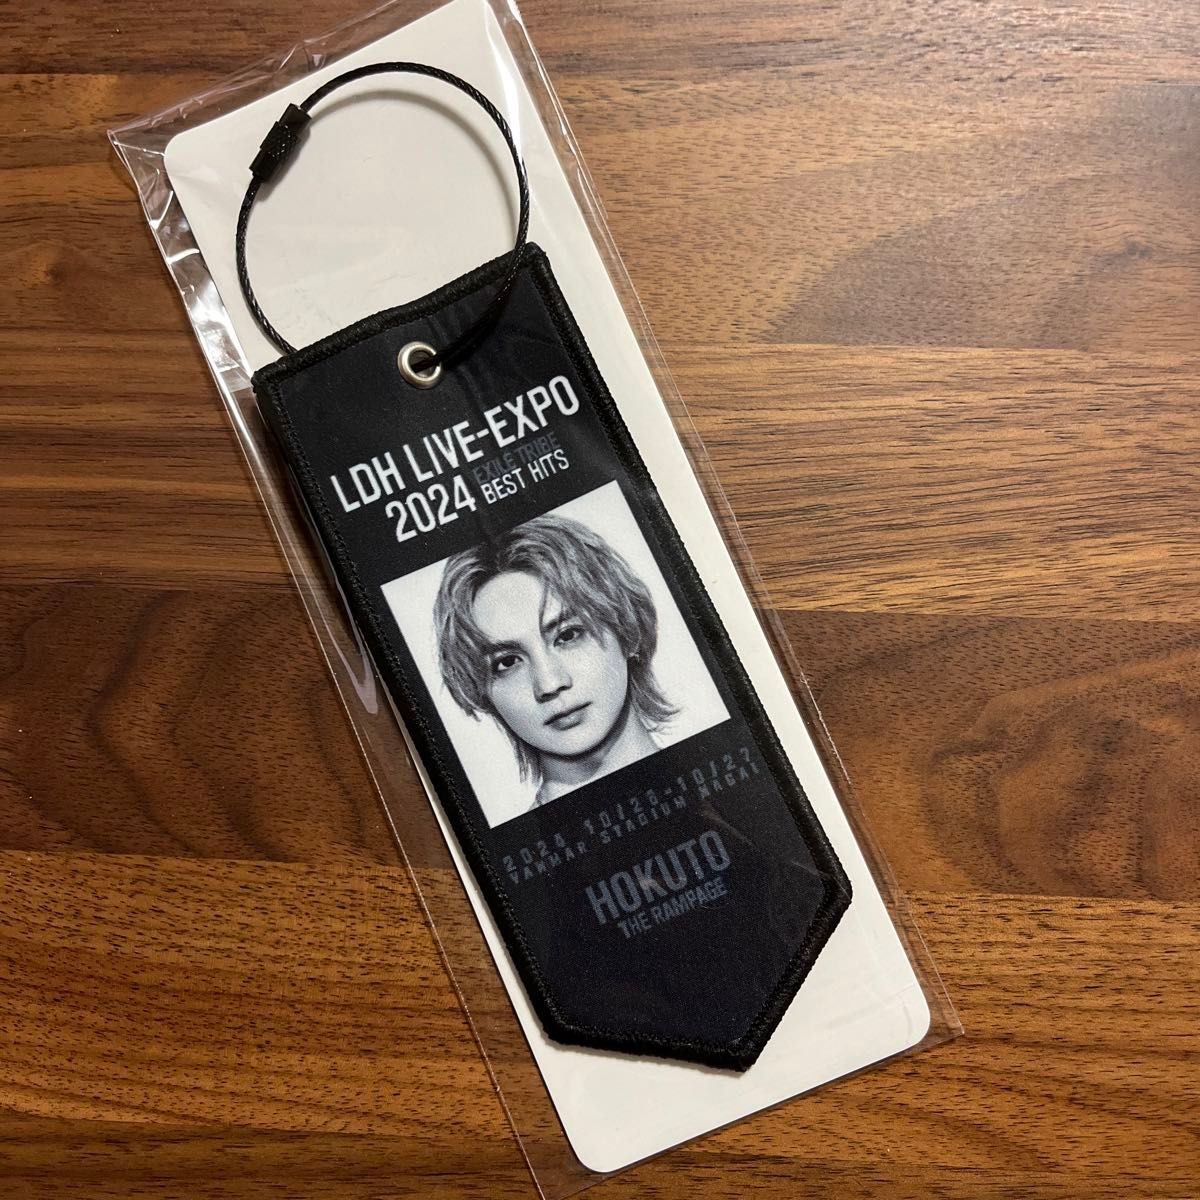 LDH LIVE-EXPO
2024
EXILE TRIBE
BEST HITS
2024 10/26-10/27
YANMAR STADIUM NAGAI
HOKUTO
THE RAMPAGE